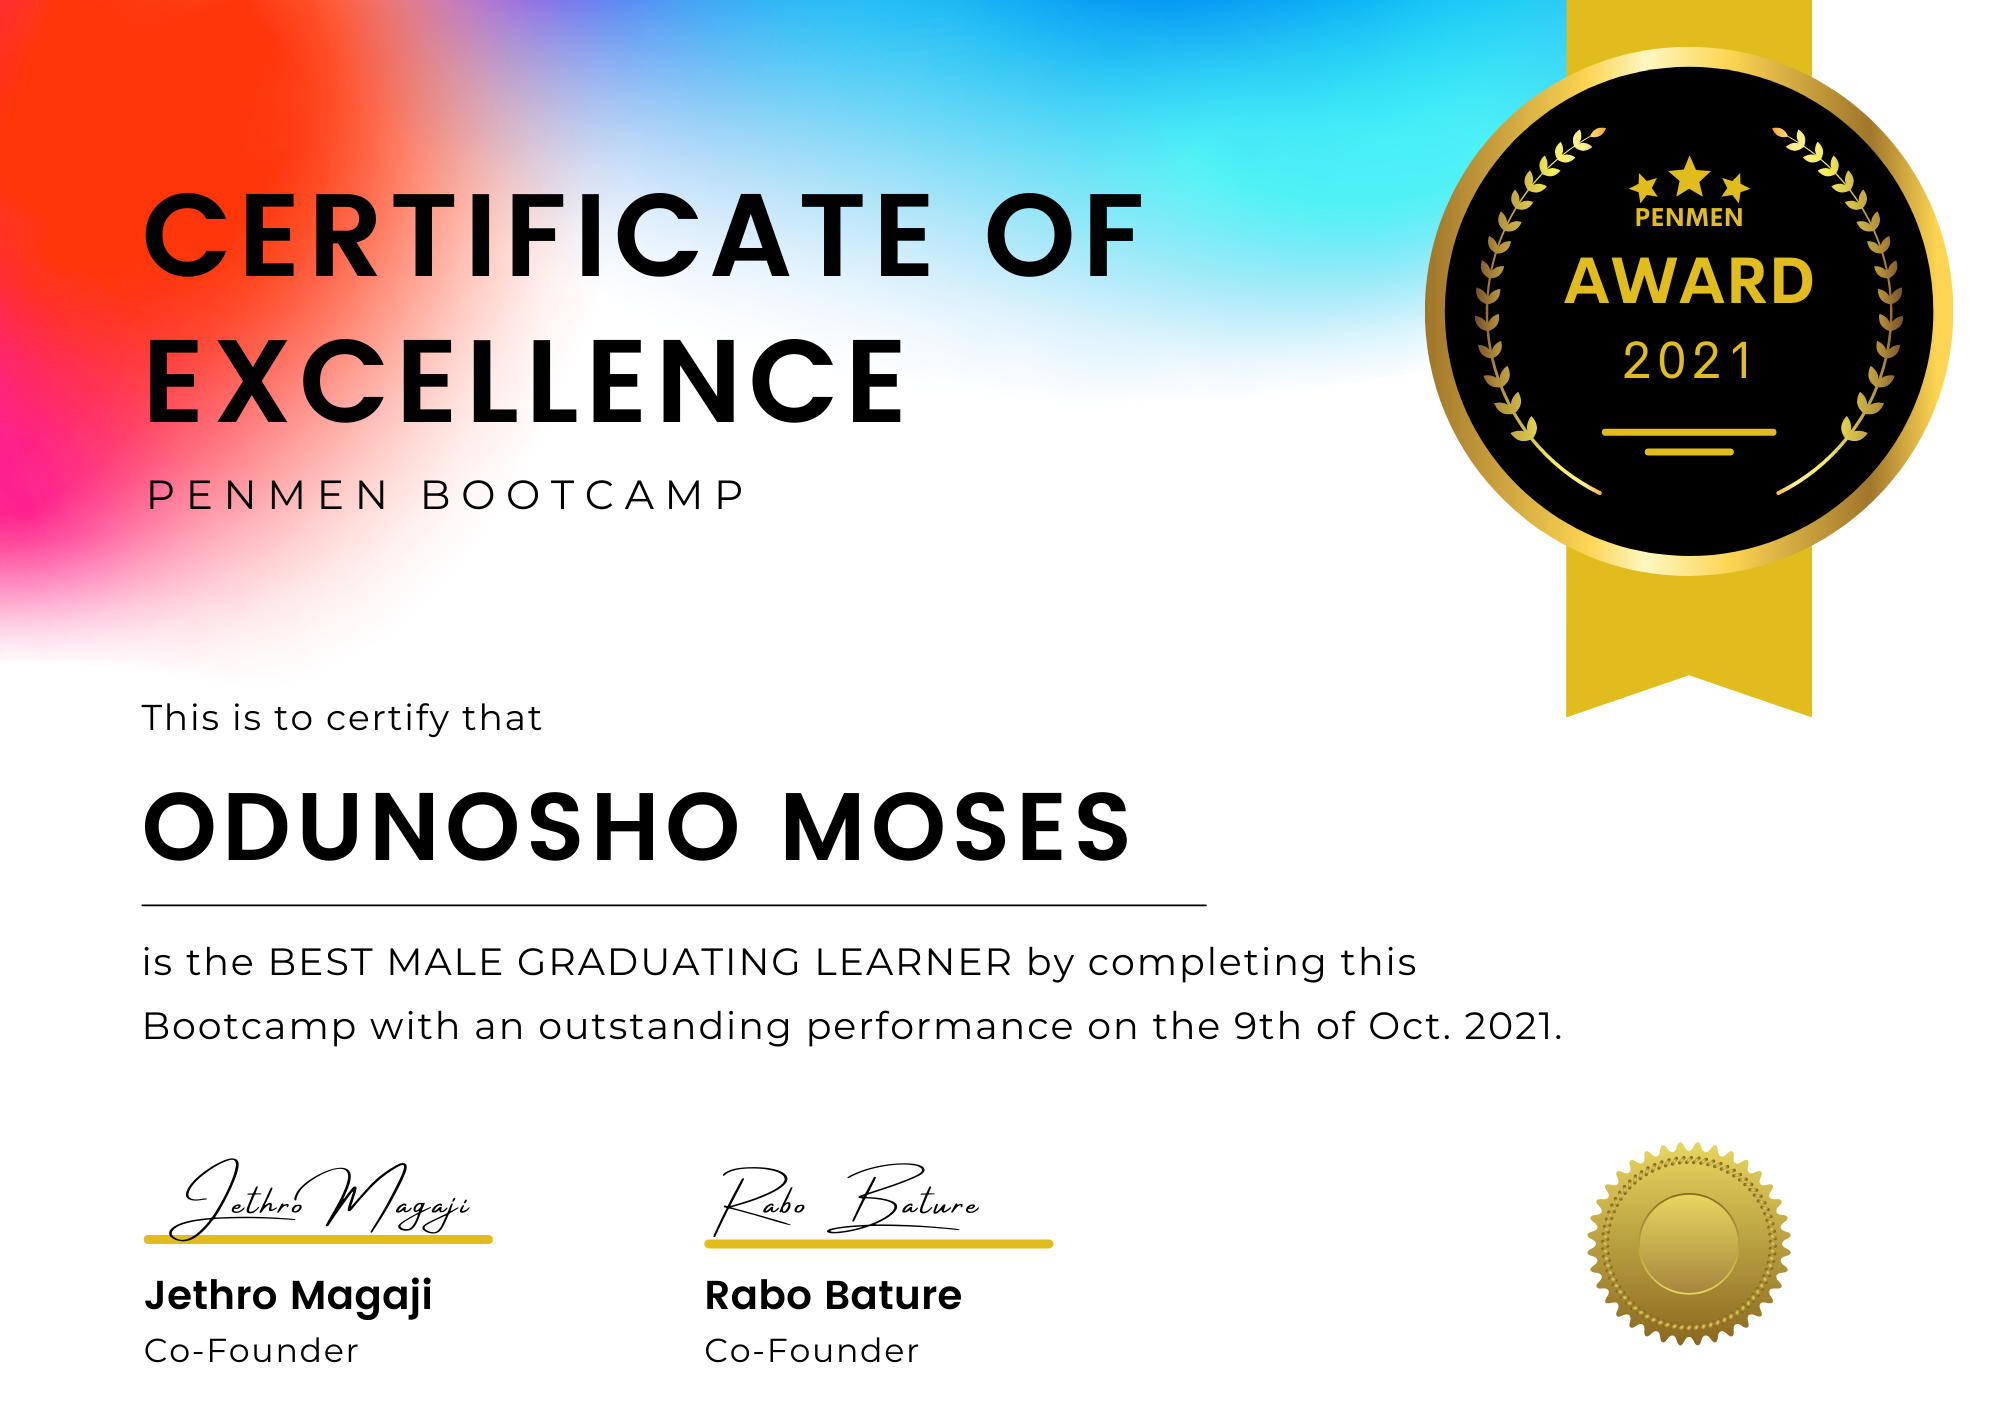 CERTIFICATE OF
EXCELLENCE
PENMEN BOOTCAMP
PENMEN
AWARD
2021
This is to certify that
ODUNOSHO MOSES
is the BEST MALE GRADUATING LEARNER by completing this
Bootcamp with an outstanding performance on the 9th of Oct. 2021.
Jethro Magaji
Jethro Magaji
Co-Founder
Rabo Bature
Rabo Bature
Co-Founder